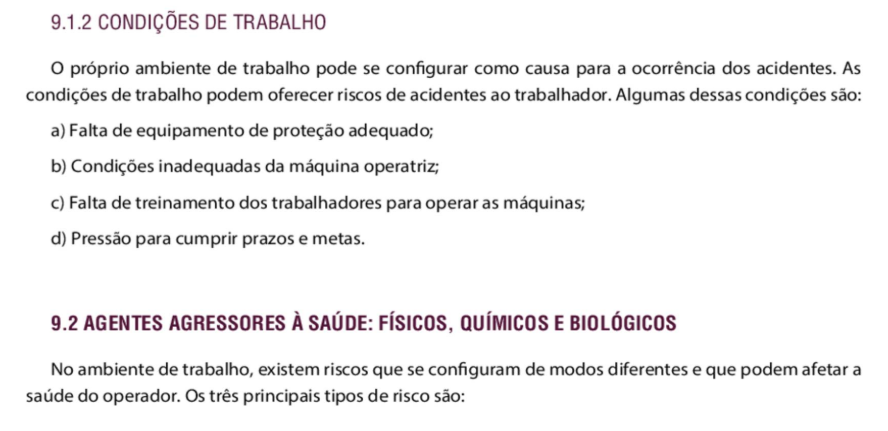 9.1.2 CONDIÇÕES DE TRABALHO
O próprio ambiente de trabalho pode se configurar como causa para a ocorrência dos acidentes. As
condições de trabalho podem oferecer riscos de acidentes ao trabalhador. Algumas dessas condições são:
a) Falta de equipamento de proteção adequado;
b) Condições inadequadas da máquina operatriz;
c) Falta de treinamento dos trabalhadores para operar as máquinas;
d) Pressão para cumprir prazos e metas.
9.2 AGENTES AGRESSORES À SAÚDE: FÍSICOS, QUÍMICOS E BIOLÓGICOS
No ambiente de trabalho, existem riscos que se configuram de modos diferentes e que podem afetar a
saúde do operador. Os três principais tipos de risco são: